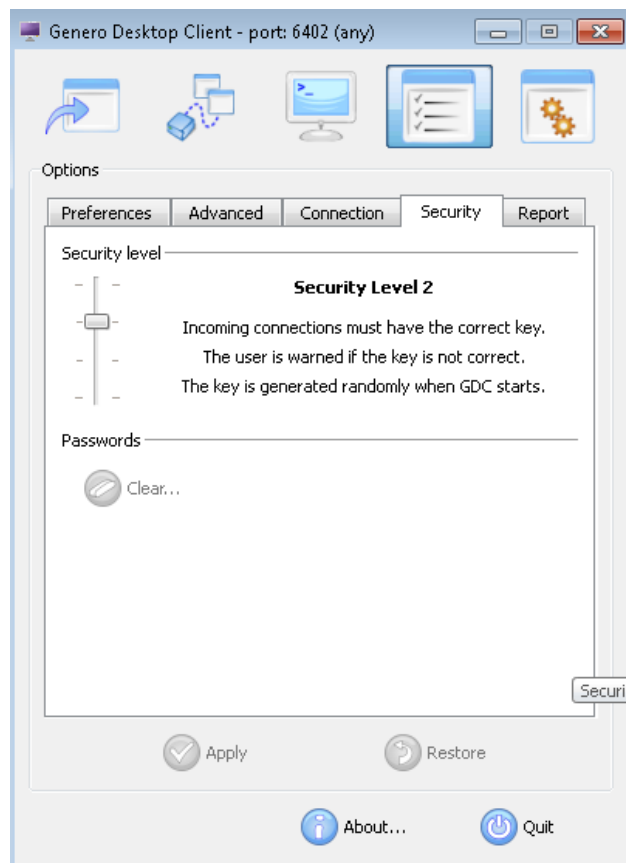 Genero Desktop Client - port: 6402 (any)
Options
Preferences Advanced Connection Security Report
Security level
Security Level 2
Incoming connections must have the correct key.
The user is warned if the key is not correct.
The key is generated randomly when GDC starts.
Passwords
Clear...
Securi
Apply Restore
About... Quit